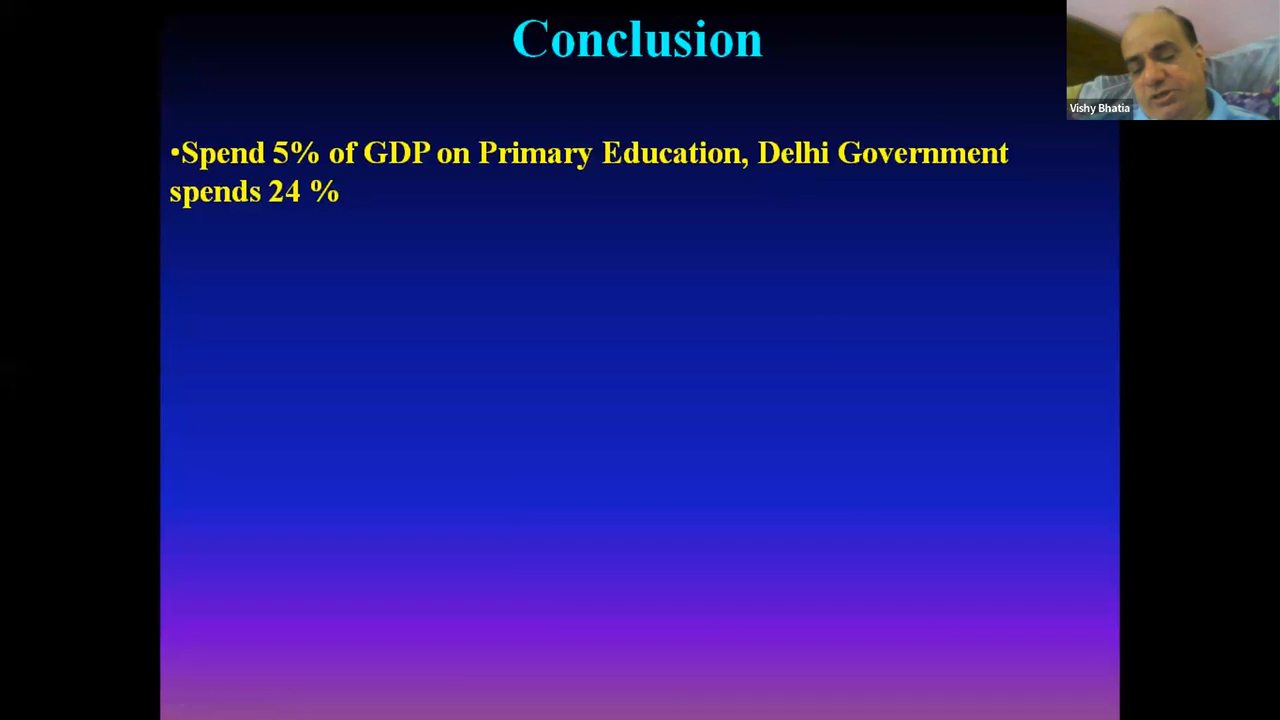 Conclusion
Vishy Bhatia
•Spend 5% of GDP on Primary Education, Delhi Government
spends 24 %